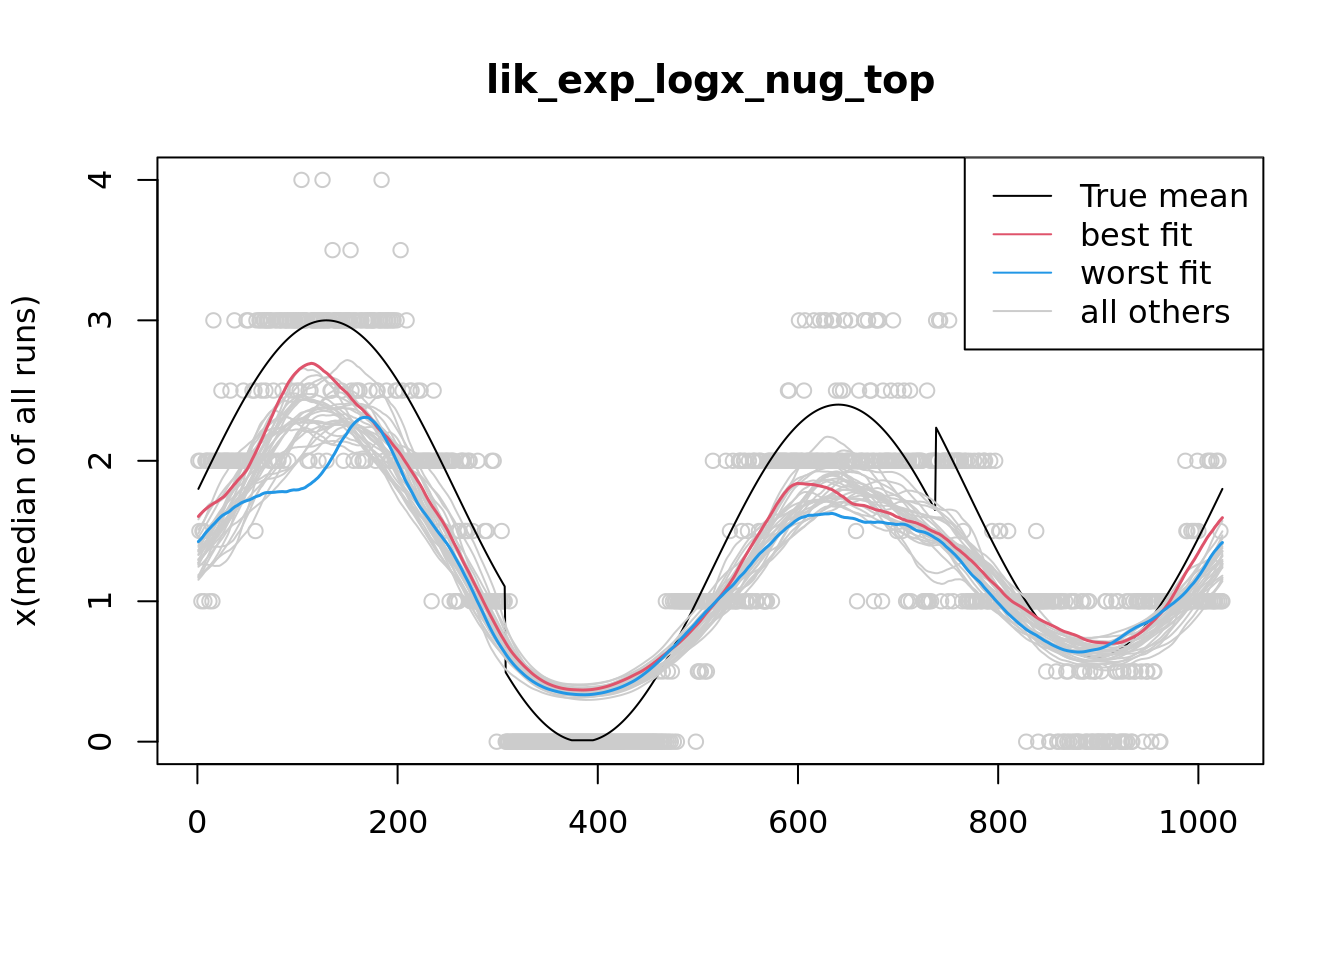 lik_exp_logx_nug_top
x(median of all runs)
4
3
2
1
0
True mean
best fit
worst fit
all others
0 200 400 600 800 1000